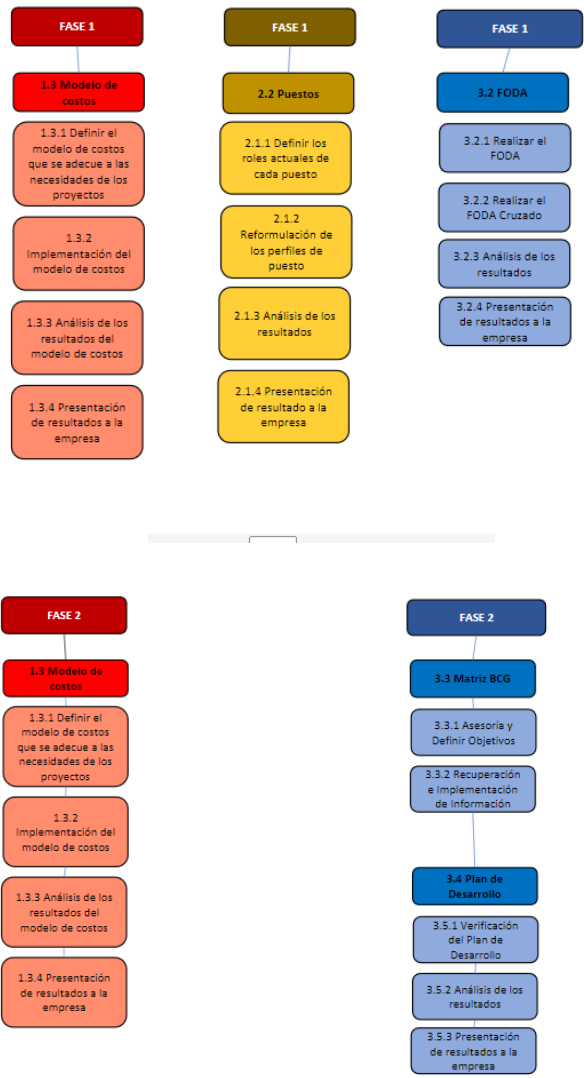 FASE 1
1.3 Modelo de
costos
1.3.1 Definir el
modelo de costos
que se adecue a las
necesidades de los
proyectos
1.3.2
Implementación del
modelo de costos
1.3.3 Análisis de los
resultados del
modelo de costos
1.3.4 Presentación
de resultados a la
empresa
FASE 1
2.2 Puestos
2.1.1 Definir los
roles actuales de
cada puesto
2.1.2
Reformulación de
los perfiles de
puesto
2.1.3 Análisis de los
resultados
2.1.4 Presentación
de resultado a la
empresa
FASE 1
3.2 FODA
3.2.1 Realizar el
FODA
3.2.2 Realizar el
FODA Cruzado
3.2.3 Análisis de los
resultados
3.2.4 Presentación
de resultados a la
empresa
FASE 2
1.3 Modelo de
costos
1.3.1 Definir el
modelo de costos
que se adecue a las
necesidades de los
proyectos
1.3.2
Implementación del
modelo de costos
1.3.3 Análisis de los
resultados del
modelo de costos
1.3.4 Presentación
de resultados a la
empresa
FASE 2
3.3 Matriz BCG
3.3.1 Asesoría y
Definir Objetivos
3.3.2 Recuperación
e Implementación
de Información
3.4 Plan de
Desarrollo
3.5.1 Verificación
del Plan de
Desarrollo
3.5.2 Análisis de los
resultados
3.5.3 Presentación
de resultados a la
empresa